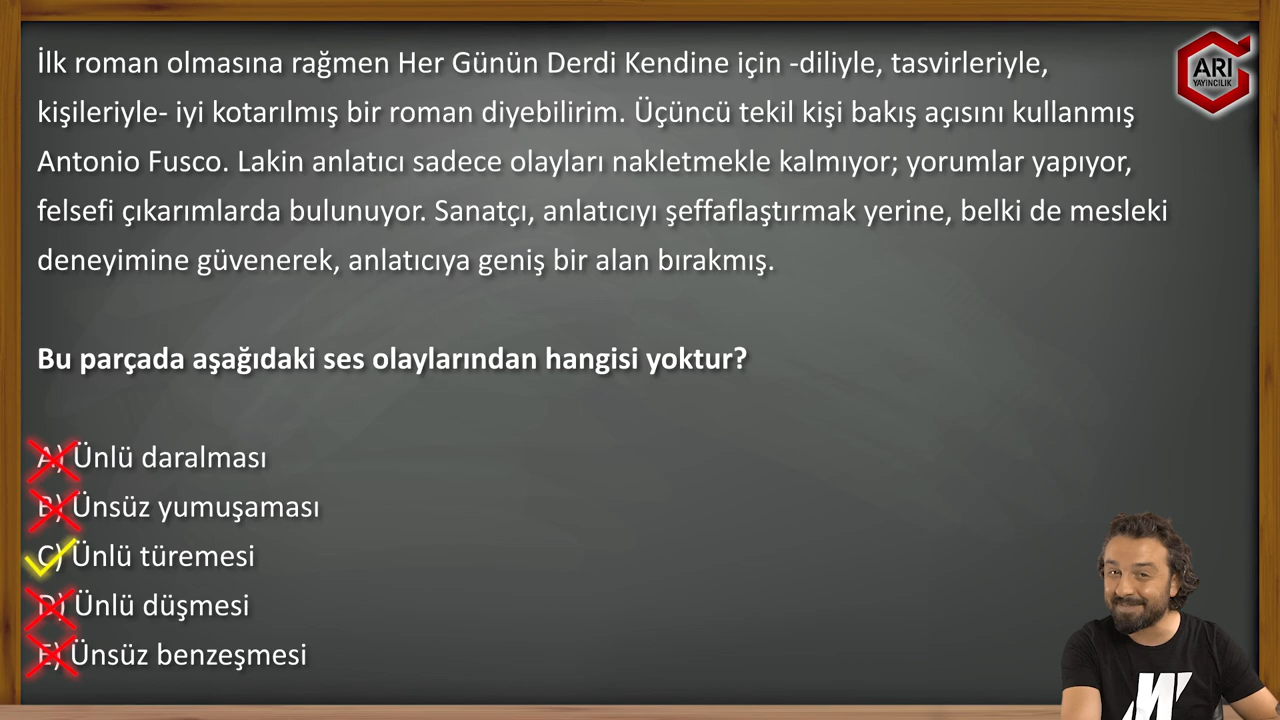 İlk roman olmasına rağmen Her Günün Derdi Kendine için -diliyle, tasvirleriyle,
kişileriyle- iyi kotarılmış bir roman diyebilirim. Üçüncü tekil kişi bakış açısını kullanmış
Antonio Fusco. Lakin anlatıcı sadece olayları nakletmekle kalmıyor; yorumlar yapıyor,
felsefi çıkarımlarda bulunuyor. Sanatçı, anlatıcıyı şeffaflaştırmak yerine, belki de mesleki
deneyimine güvenerek, anlatıcıya geniş bir alan bırakmış.
Bu parçada aşağıdaki ses olaylarından hangisi yoktur?
A) Ünlü daralması
B) Ünsüz yumuşaması
C) Ünlü türemesi
D) Ünlü düşmesi
E) Ünsüz benzeşmesi
ARI
YAYINCILIK